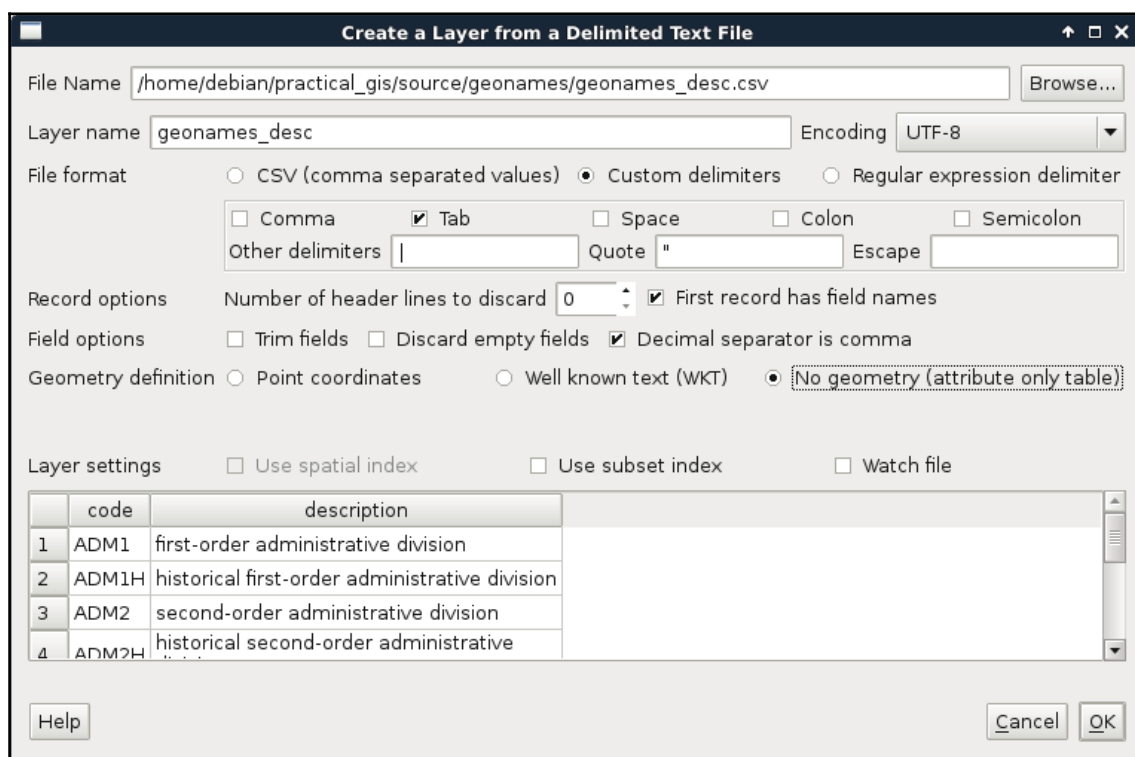 Create a Layer from a Delimited Text File
File Name /home/debian/practical_gis/source/geonames/geonames_desc.csv Browse...
Layer name geonames_desc Encoding UTF-8
File format CSV (comma separated values) Custom delimiters Regular expression delimiter
Comma Tab Space Colon Semicolon
Other delimiters | Quote " Escape
Record options Number of header lines to discard 0 First record has field names
Field options Trim fields Discard empty fields Decimal separator is comma
Geometry definition Point coordinates Well known text (WKT) No geometry (attribute only table)
Layer settings Use spatial index Use subset index Watch file
code description
1 ADM1 first-order administrative division
2 ADM1H historical first-order administrative division
3 ADM2 second-order administrative division
4 ADM2H historical second-order administrative
Help Cancel OK